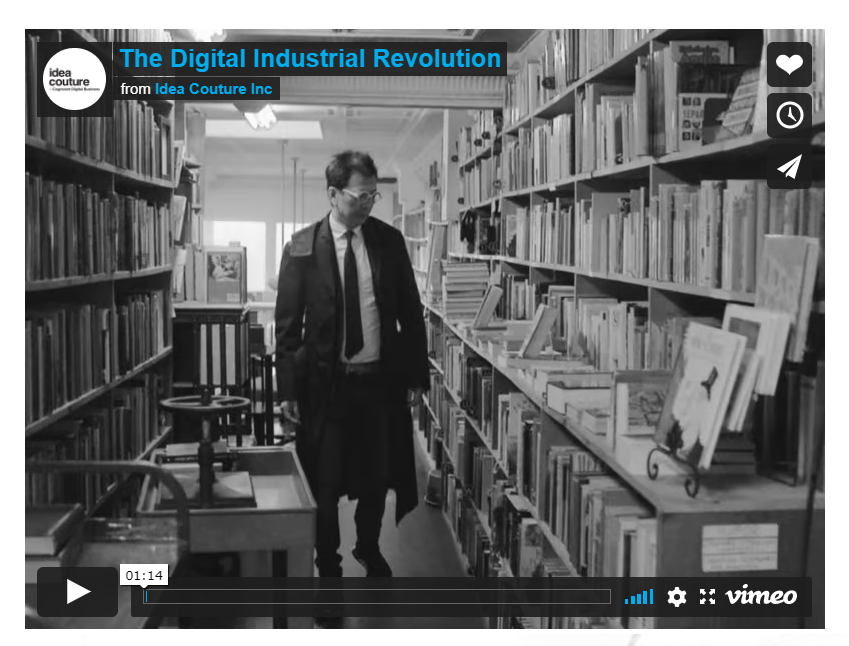 The Digital Industrial Revolution
idea
couture
from Idea Couture Inc
01:14
vimeo